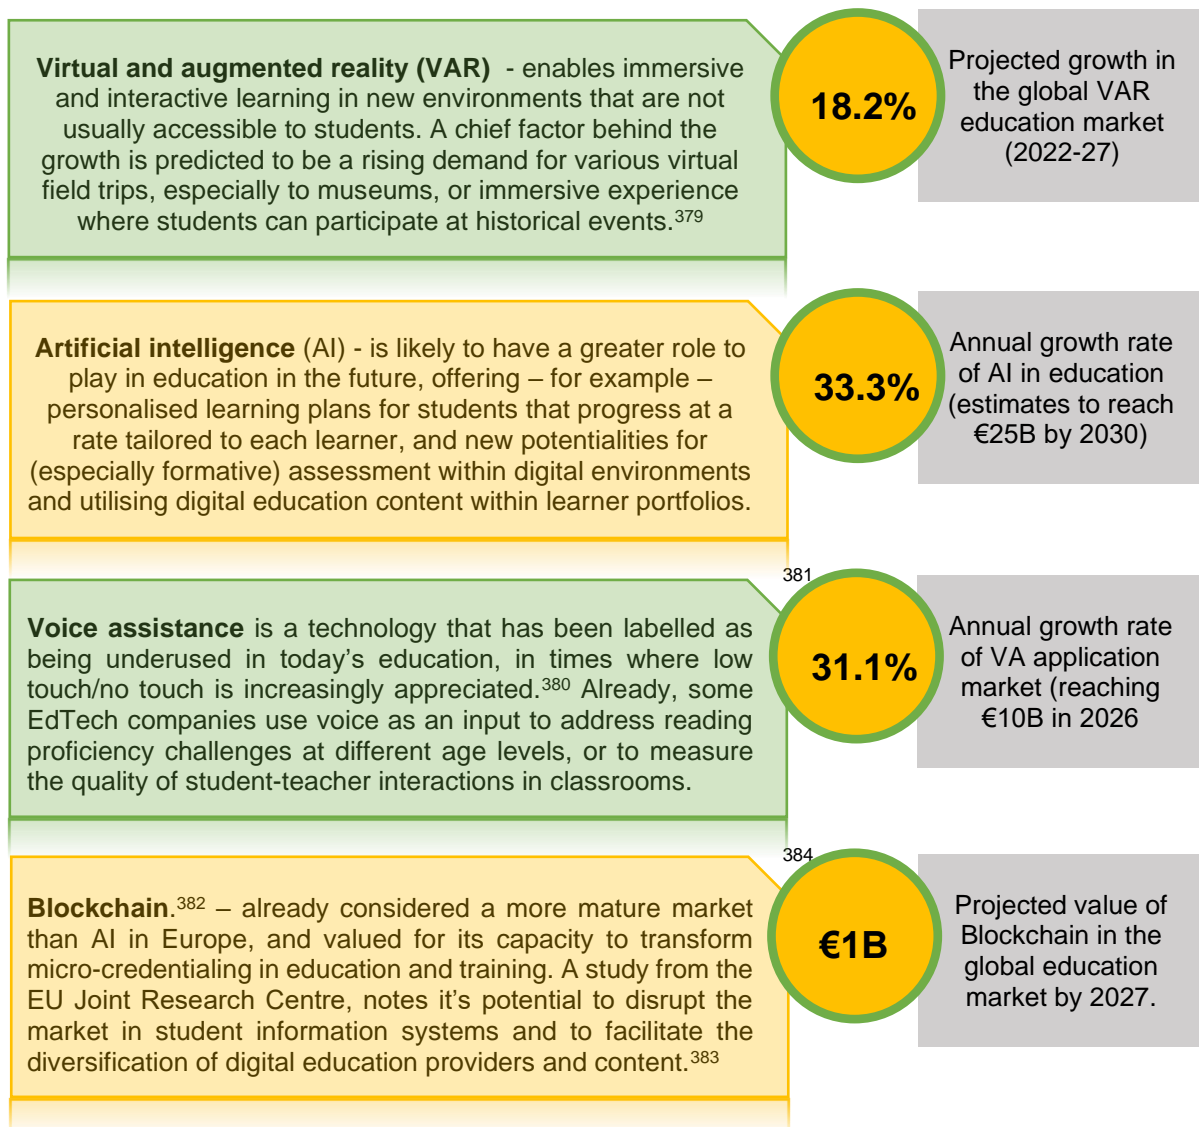 Virtual and augmented reality (VAR) - enables immersive
and interactive learning in new environments that are not
usually accessible to students. A chief factor behind the
growth is predicted to be a rising demand for various virtual
field trips, especially to museums, or immersive experience
where students can participate at historical events.379
18.2%
Projected growth in
the global VAR
education market
(2022-27)
Artificial intelligence (AI) - is likely to have a greater role to
play in education in the future, offering – for example –
personalised learning plans for students that progress at a
rate tailored to each learner, and new potentialities for
(especially formative) assessment within digital environments
and utilising digital education content within learner portfolios.
33.3%
Annual growth rate
of AI in education
(estimates to reach
€25B by 2030)
381
Voice assistance is a technology that has been labelled as
being underused in today’s education, in times where low
touch/no touch is increasingly appreciated.380 Already, some
EdTech companies use voice as an input to address reading
proficiency challenges at different age levels, or to measure
the quality of student-teacher interactions in classrooms.
31.1%
Annual growth rate
of VA application
market (reaching
€10B in 2026
384
Blockchain.382 – already considered a more mature market
than AI in Europe, and valued for its capacity to transform
micro-credentialing in education and training. A study from the
EU Joint Research Centre, notes it’s potential to disrupt the
market in student information systems and to facilitate the
diversification of digital education providers and content.383
€1B
Projected value of
Blockchain in the
global education
market by 2027.